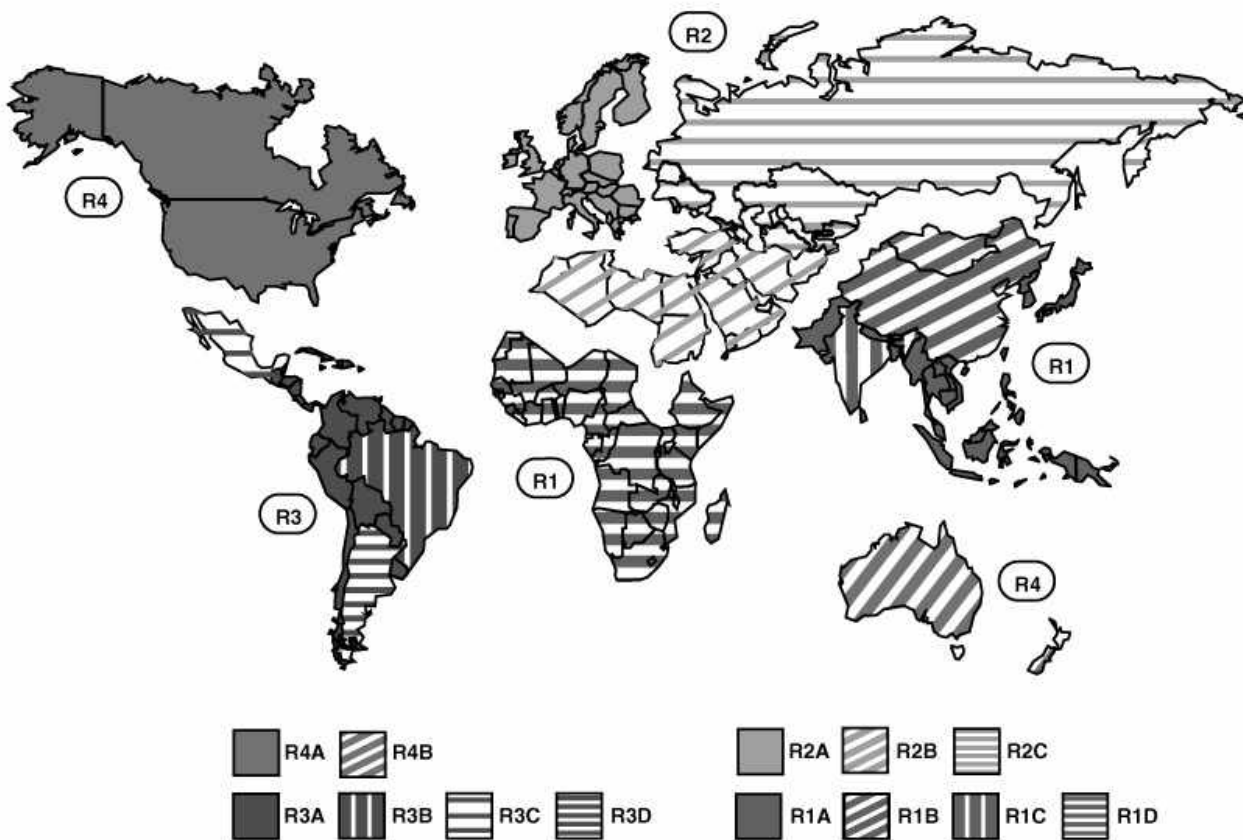 R2
R4
R1
R1
R3
R4
R4A R4B
R2A R2B R2C
R3A R3B R3C R3D
R1A R1B R1C R1D